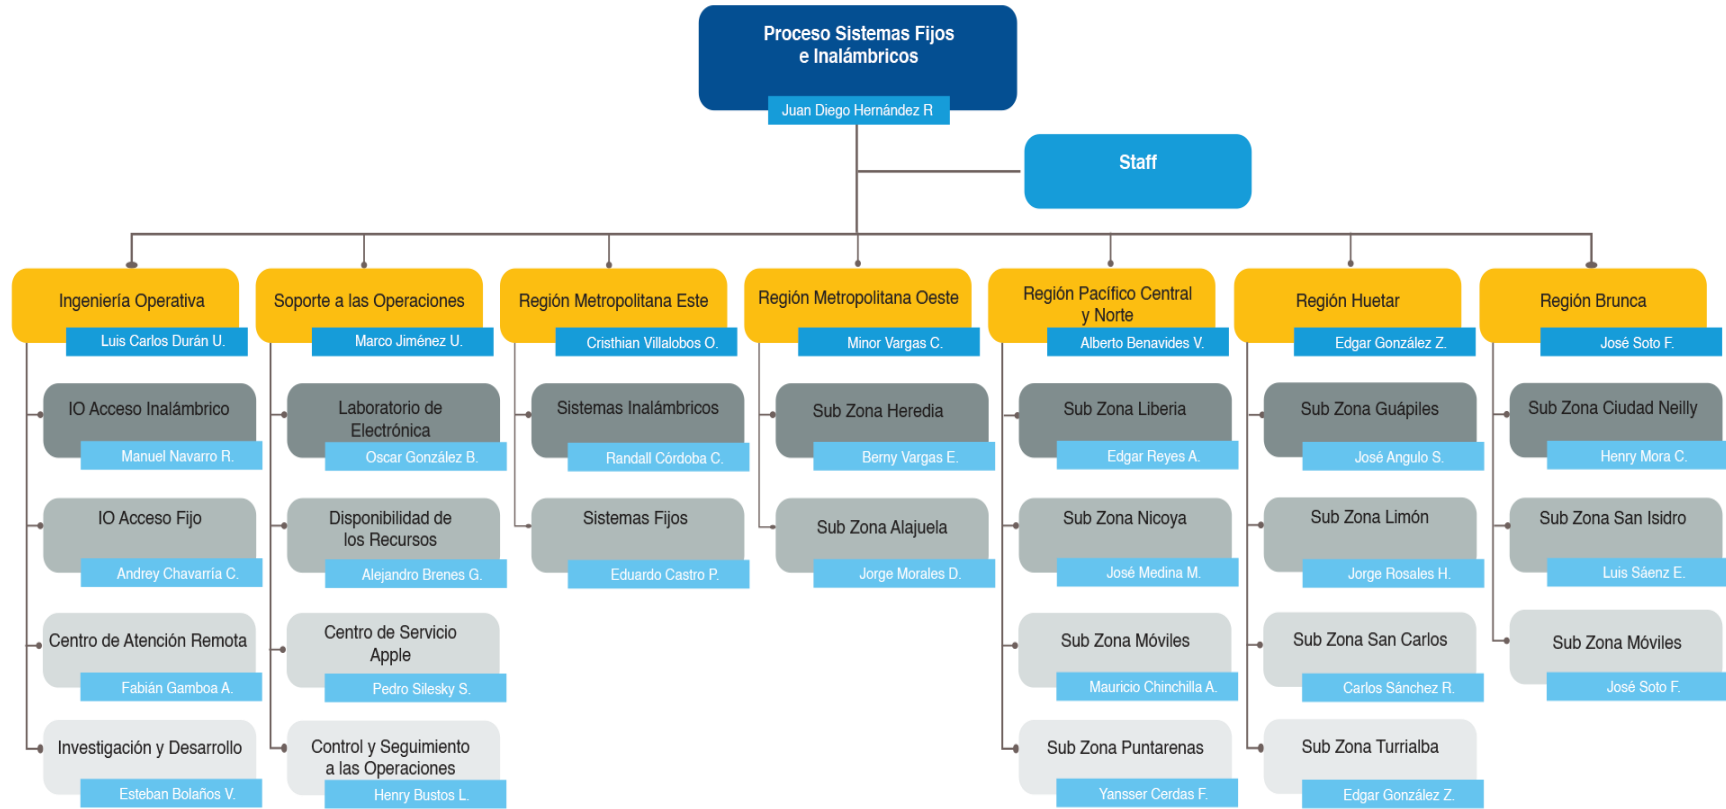 Proceso Sistemas Fijos
e Inalámbricos
Juan Diego Hernández R
Staff
Ingeniería Operativa
Luis Carlos Durán U.
IO Acceso Inalámbrico
Manuel Navarro R.
IO Acceso Fijo
Andrey Chavarría C.
Centro de Atención Remota
Fabián Gamboa A.
Investigación y Desarrollo
Esteban Bolaños V.
Soporte a las Operaciones
Marco Jiménez U.
Laboratorio de
Electrónica
Oscar González B.
Disponibilidad de
los Recursos
Alejandro Brenes G.
Centro de Servicio
Apple
Pedro Silesky S.
Control y Seguimiento
a las Operaciones
Henry Bustos L.
Región Metropolitana Este
Cristhian Villalobos O.
Sistemas Inalámbricos
Randall Córdoba C.
Sistemas Fijos
Eduardo Castro P.
Región Metropolitana Oeste
Minor Vargas C.
Sub Zona Heredia
Berny Vargas E.
Sub Zona Alajuela
Jorge Morales D.
Región Pacífico Central
y Norte
Alberto Benavides V.
Sub Zona Liberia
Edgar Reyes A.
Sub Zona Nicoya
José Medina M.
Sub Zona Móviles
Mauricio Chinchilla A.
Sub Zona Puntarenas
Yansser Cerdas F.
Región Huetar
Edgar González Z.
Sub Zona Guápiles
José Angulo S.
Sub Zona Limón
Jorge Rosales H.
Sub Zona San Carlos
Carlos Sánchez R.
Sub Zona Turrialba
Edgar González Z.
Región Brunca
José Soto F.
Sub Zona Ciudad Neilly
Henry Mora C.
Sub Zona San Isidro
Luis Sáenz E.
Sub Zona Móviles
José Soto F.